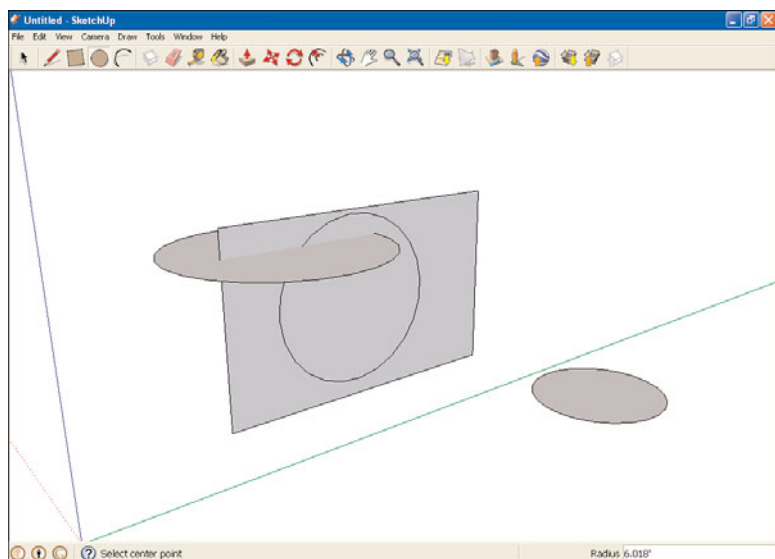 Untitled - SketchUp
File Edit View Camera Draw Tools Window Help
Select center point Radius 6.018'